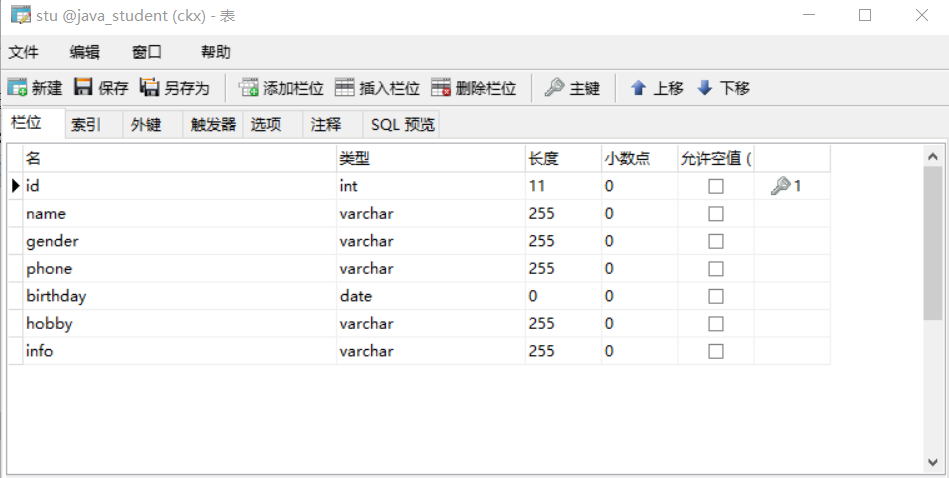 stu @java_student (ckx) - 表
文件 编辑 窗口 帮助
新建 保存 另存为 添加栏位 插入栏位 删除栏位 主键 上移 下移
栏位 索引 外键 触发器 选项 注释 SQL 预览
名 类型 长度 小数点 允许空值 (
id int 11 0 1
name varchar 255 0
gender varchar 255 0
phone varchar 255 0
birthday date 0 0
hobby varchar 255 0
info varchar 255 0